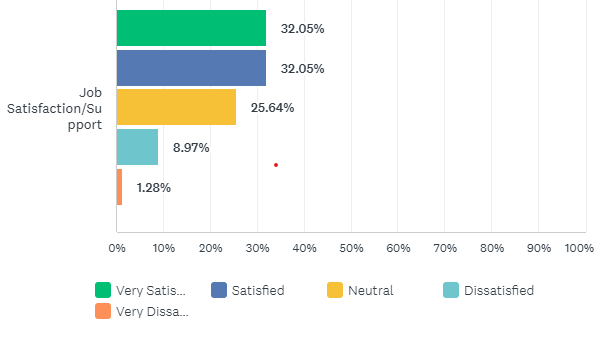 32.05%
32.05%
Job
Satisfaction/Su
pport
25.64%
8.97%
1.28%
0% 10% 20% 30% 40% 50% 60% 70% 80% 90% 100%
Very Satis... Satisfied Neutral Dissatisfied
Very Dissa...